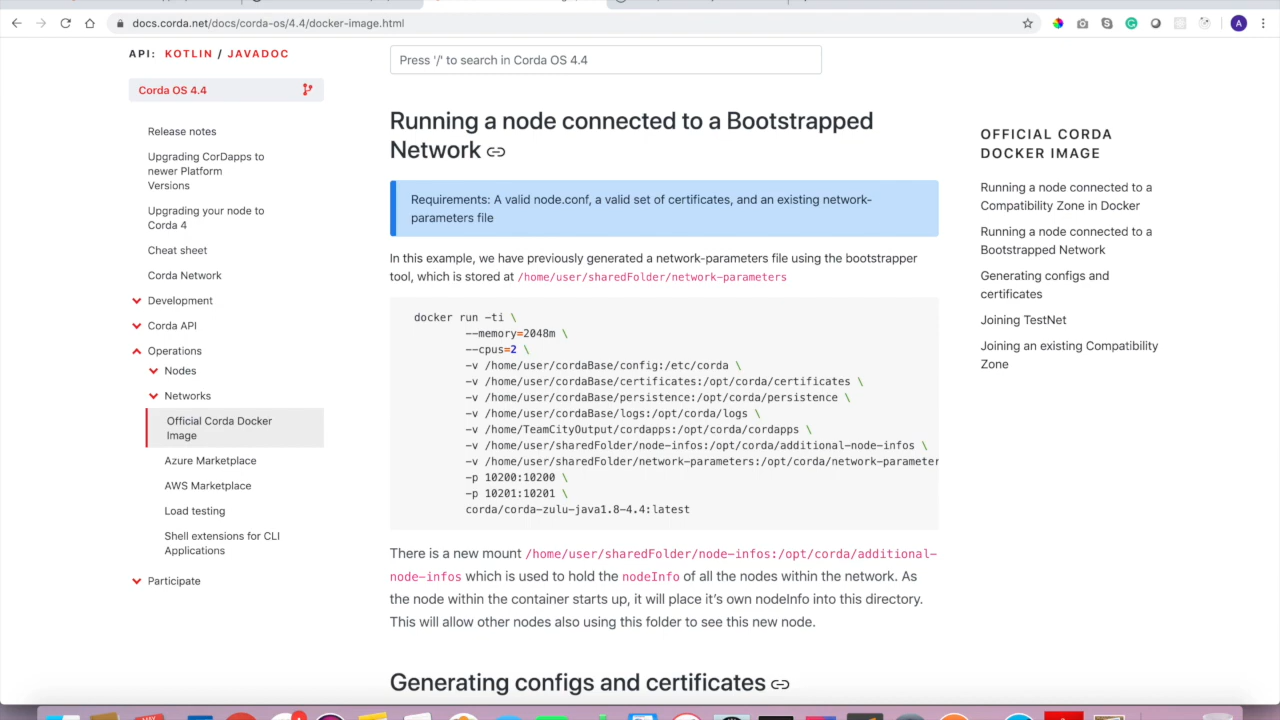 docs.corda.net/docs/corda-os/4.4/docker-image.html
A
API: KOTLIN / JAVADOC
Press '/' to search in Corda OS 4.4
Corda OS 4.4
Release notes
Upgrading CorDapps to
newer Platform
Versions
Upgrading your node to
Corda 4
Cheat sheet
Corda Network
Development
Corda API
Operations
Nodes
Networks
Official Corda Docker
Image
Azure Marketplace
AWS Marketplace
Load testing
Shell extensions for CLI
Applications
Participate
Running a node connected to a Bootstrapped
Network
Requirements: A valid node.conf, a valid set of certificates, and an existing network-
parameters file
In this example, we have previously generated a network-parameters file using the bootstrapper
tool, which is stored at /home/user/sharedFolder/network-parameters
docker run -ti \
--memory=2048m \
--cpus=2 \
-v /home/user/cordaBase/config:/etc/corda \
-v /home/user/cordaBase/certificates:/opt/corda/certificates \
-v /home/user/cordaBase/persistence:/opt/corda/persistence \
-v /home/user/cordaBase/logs:/opt/corda/logs \
-v /home/TeamCityOutput/cordapps:/opt/corda/cordapps \
-v /home/user/sharedFolder/node-infos:/opt/corda/additional-node-infos \
-v /home/user/sharedFolder/network-parameters:/opt/corda/network-parameter
-p 10200:10200 \
-p 10201:10201 \
corda/corda-zulu-java1.8-4.4:latest
There is a new mount /home/user/sharedFolder/node-infos:/opt/corda/additional-
node-infos which is used to hold the nodeInfo of all the nodes within the network. As
the node within the container starts up, it will place it's own nodeInfo into this directory.
This will allow other nodes also using this folder to see this new node.
Generating configs and certificates
OFFICIAL CORDA
DOCKER IMAGE
Running a node connected to a
Compatibility Zone in Docker
Running a node connected to a
Bootstrapped Network
Generating configs and
certificates
Joining TestNet
Joining an existing Compatibility
Zone